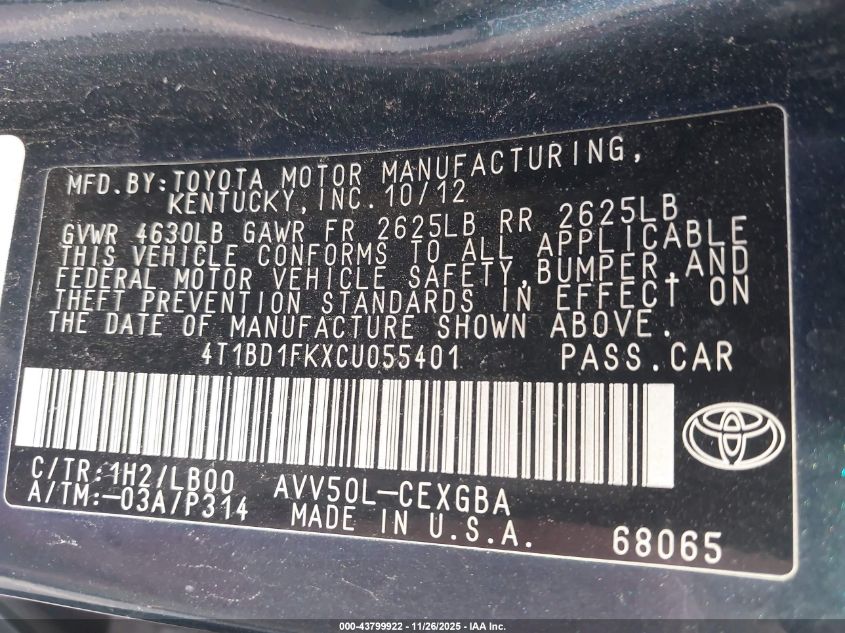 MFD.BY:TOYOTA MOTOR MANUFACTURING,
KENTUCKY,INC.10/12
GVWR 4630LB GAWR FR 2625LB RR 2625LB
THIS VEHICLE CONFORMS TO ALL APPLICABLE
FEDERAL MOTOR VEHICLE SAFETY,BUMPER,AND
THEFT PREVENTION STANDARDS IN EFFECT ON
THE DATE OF MANUFACTURE SHOWN ABOVE.
4T1BD1FKXCU055401 PASS.CAR
C/TR:1H2/LB00 AVV50L-CEXGBA
A/TM:-03A/P314 MADE IN U.S.A. 68065
000-43799922 - 11/26/2025 - IAA Inc.